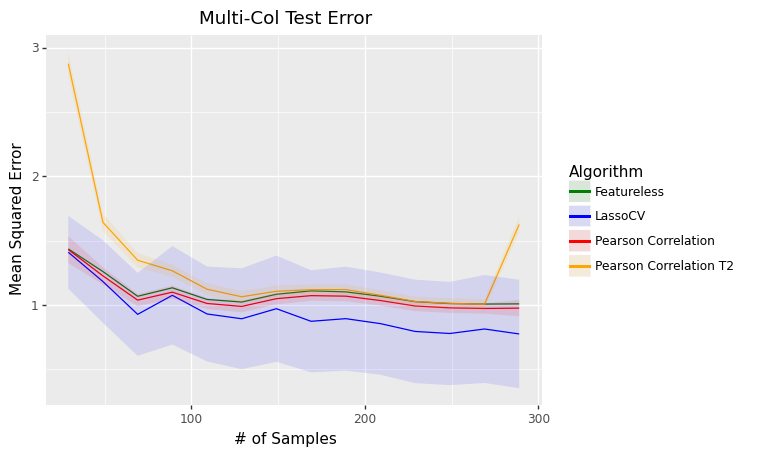 Multi-Col Test Error
3
2
1
Mean Squared Error
100
200
300
# of Samples
Algorithm
Featureless
LassoCV
Pearson Correlation
Pearson Correlation T2